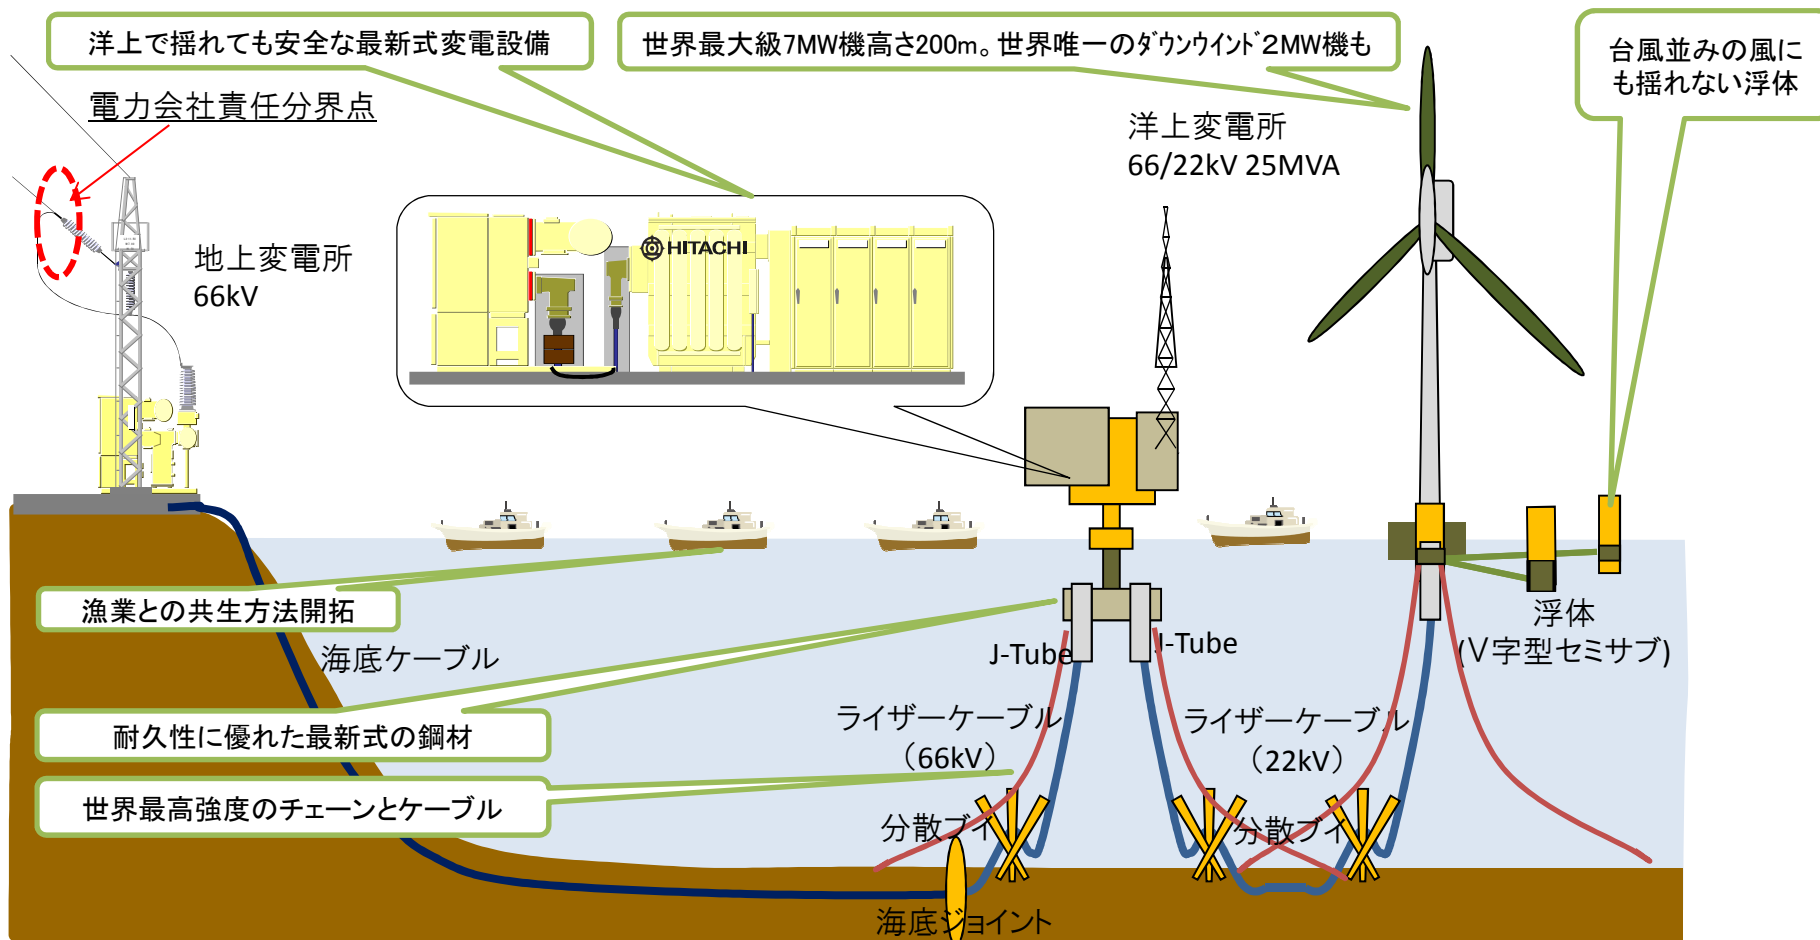 洋上で揺れても安全な最新式変電設備
世界最大級7MW機高さ200m。世界唯一のﾀﾞｳﾝｳｲﾝﾄﾞ2MW機も
台風並みの風に
も揺れない浮体
電力会社責任分界点
洋上変電所
66/22kV 25MVA
地上変電所
66kV
HITACHI
漁業との共生方法開拓
海底ケーブル
J-Tube
J-Tube
浮体
(V字型セミサブ)
耐久性に優れた最新式の鋼材
ライザーケーブル
（66kV）
ライザーケーブル
（22kV）
世界最高強度のチェーンとケーブル
分散ブイ
分散ブイ
海底ジョイント